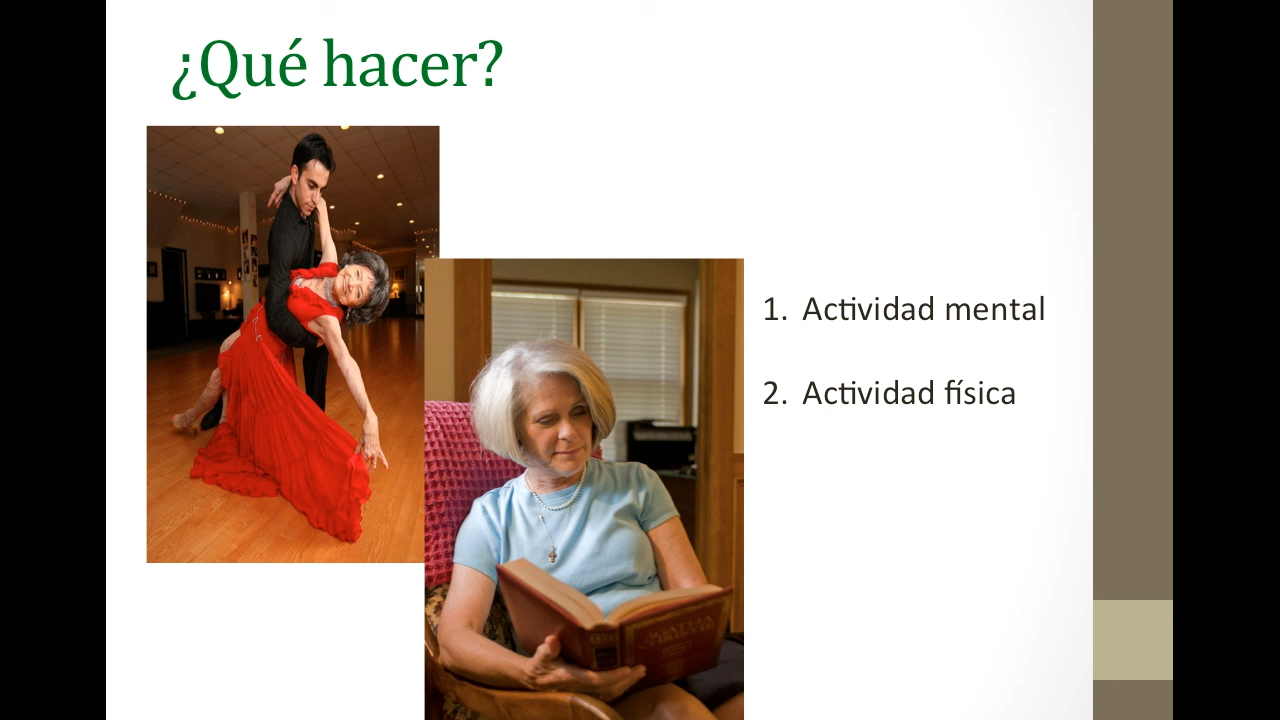 ¿Qué hacer?
1. Actividad mental
2. Actividad física